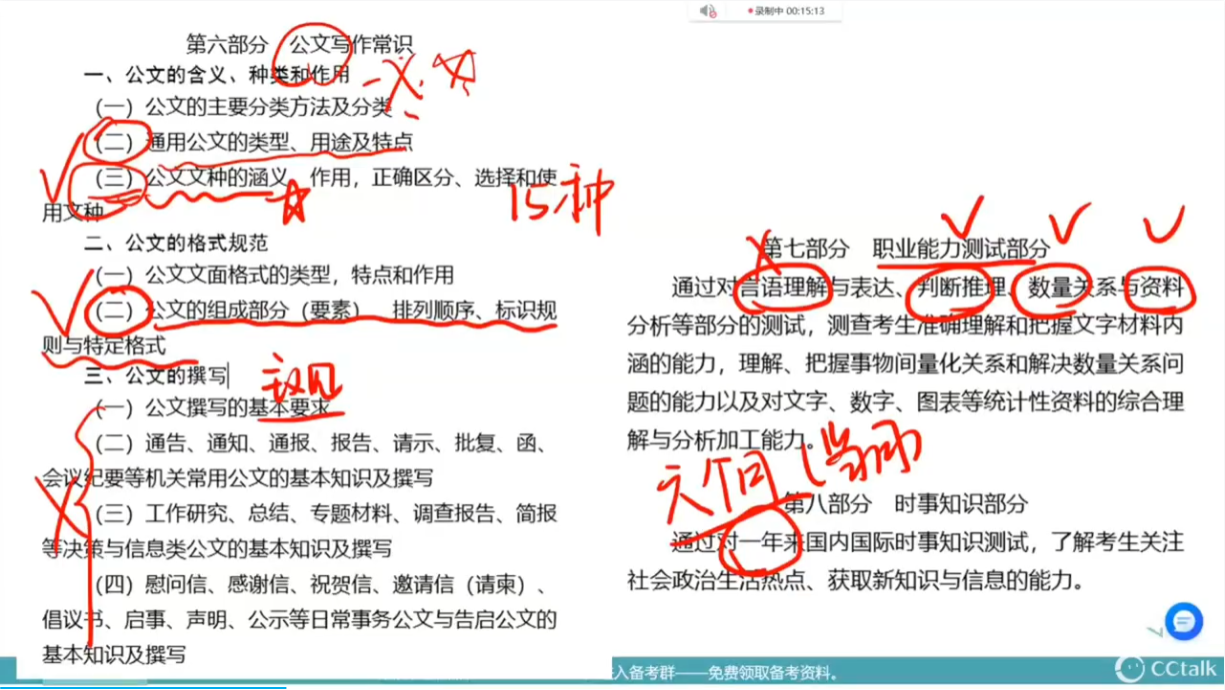 录制中 00:15:13
第六部分 公文写作常识
一、公文的含义、种类和作用
（一）公文的主要分类方法及分类
（二）通用公文的类型、用途及特点
（三）公文文种的涵义、作用，正确区分、选择和使
用文种
15种
二、公文的格式规范
（一）公文文面格式的类型，特点和作用
（二）公文的组成部分（要素）、排列顺序、标识规
则与特定格式
三、公文的撰写
（一）公文撰写的基本要求
（二）通告、通知、通报、报告、请示、批复、函、
会议纪要等机关常用公文的基本知识及撰写
（三）工作研究、总结、专题材料、调查报告、简报
等决策与信息类公文的基本知识及撰写
（四）慰问信、感谢信、祝贺信、邀请信（请柬）、
倡议书、启事、声明、公示等日常事务公文与告启公文的
基本知识及撰写
第七部分 职业能力测试部分
通过对言语理解与表达、判断推理、数量关系与资料
分析等部分的测试，测查考生准确理解和把握文字材料内
涵的能力，理解、把握事物间量化关系和解决数量关系问
题的能力以及对文字、数字、图表等统计性资料的综合理
解与分析加工能力。
六个月
第八部分 时事知识部分
通过对一年来国内国际时事知识测试，了解考生关注
社会政治生活热点、获取新知识与信息的能力。
入备考群——免费领取备考资料。
CCtalk